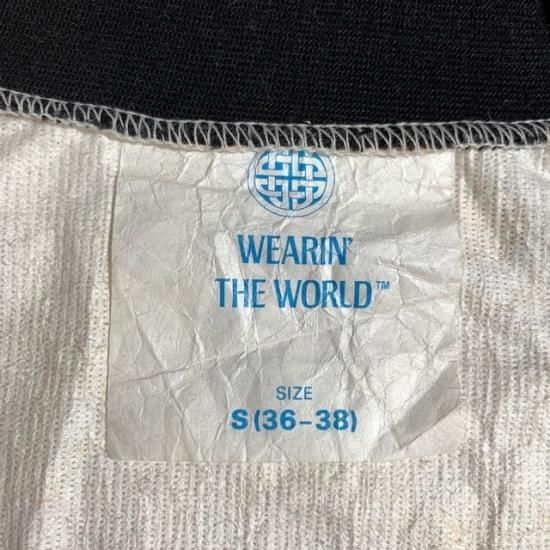 WEARIN'
THE WORLD™
SIZE
S(36-38)